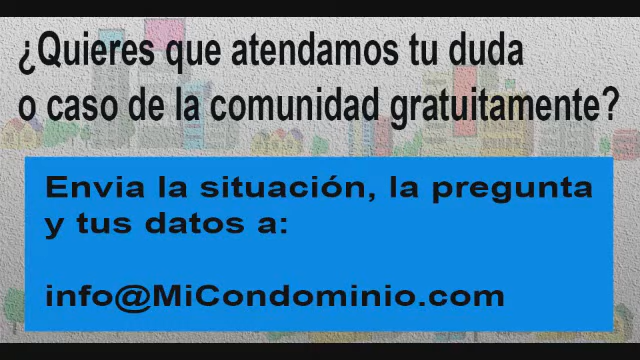 ¿Quieres que atendamos tu duda
o caso de la comunidad gratuitamente?
Envia la situación, la pregunta
y tus datos a:
info@MiCondominio.com